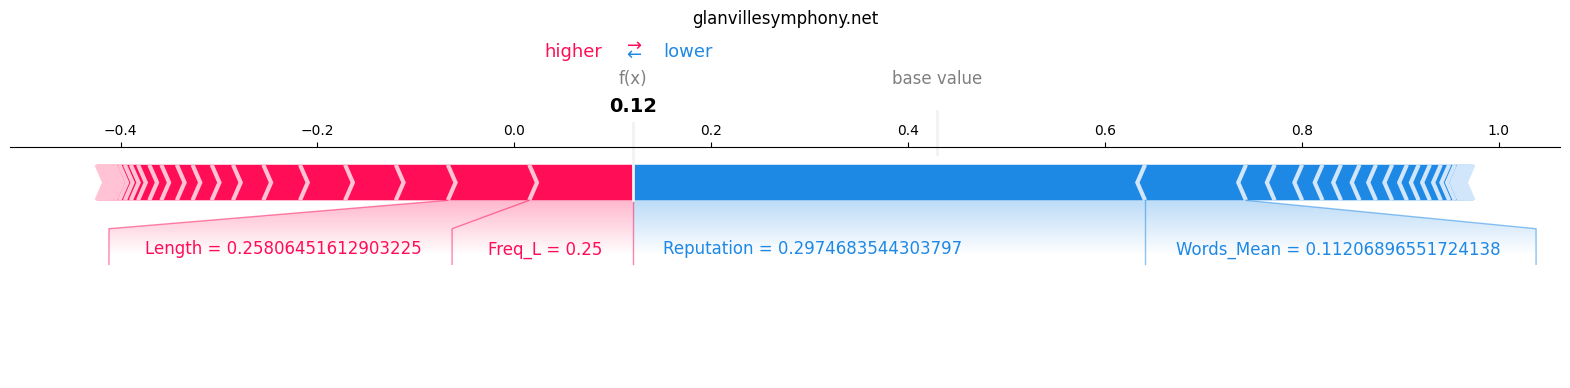 glanvillesymphony.net
higher ⇄ lower
f(x) base value
0.12
−0.4 −0.2 0.0 0.2 0.4 0.6 0.8 1.0
Length = 0.25806451612903225 Freq_L = 0.25 Reputation = 0.2974683544303797 Words_Mean = 0.11206896551724138